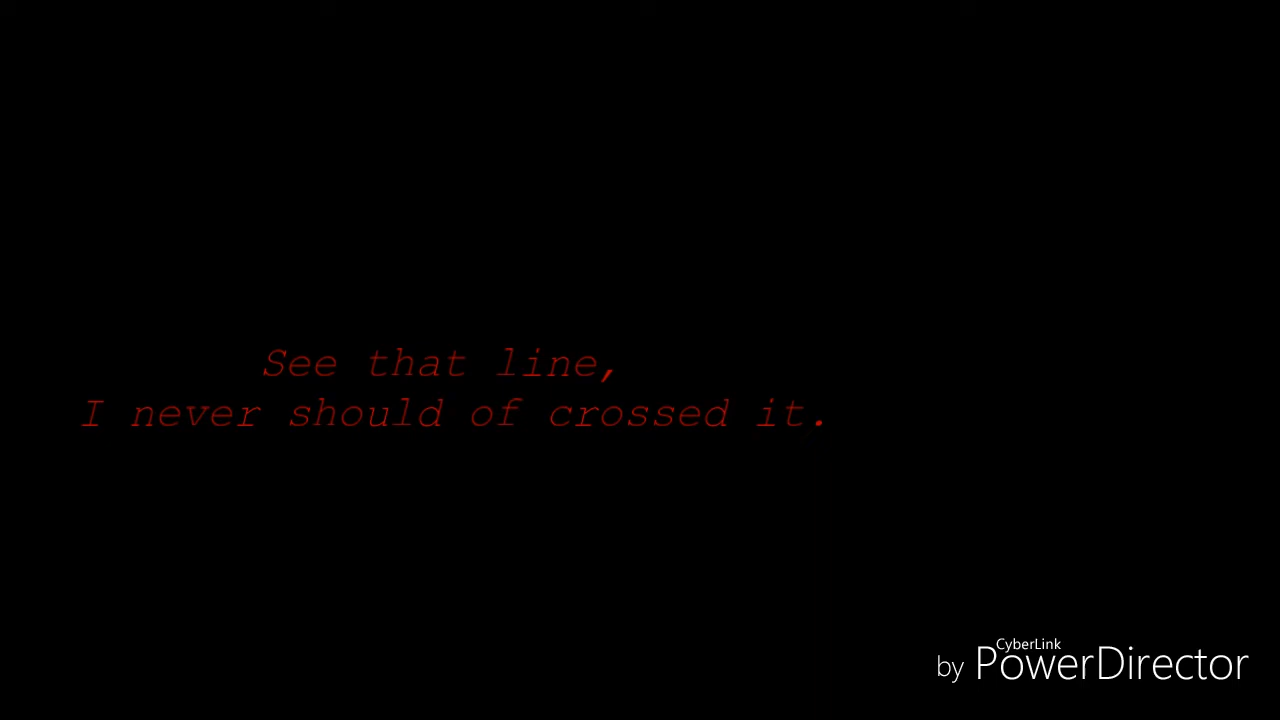 See that line,
I never should of crossed it.
CyberLink
by PowerDirector